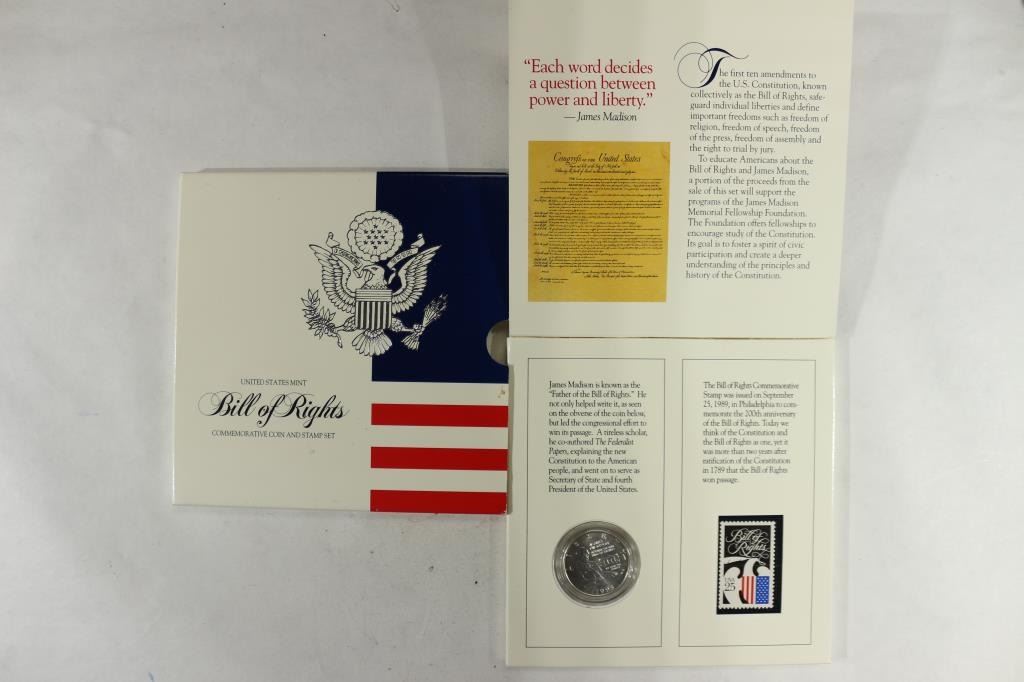 UNITED STATES MINT
Bill of Rights
COMMEMORATIVE COIN AND STAMP SET
“Each word decides
a question between
power and liberty.”
— James Madison
Congress OF THE United States
The first ten amendments to
the U.S. Constitution, known
collectively as the Bill of Rights, safe-
guard individual liberties and define
important freedoms such as freedom of
religion, freedom of speech, freedom
of the press, freedom of assembly and
the right to trial by jury.
To educate Americans about the
Bill of Rights and James Madison,
a portion of the proceeds from the
sale of this set will support the
programs of the James Madison
Memorial Fellowship Foundation.
The Foundation offers fellowships to
encourage study of the Constitution.
Its goal is to foster a spirit of civic
participation and create a deeper
understanding of the principles and
history of the Constitution.
James Madison is known as the
“Father of the Bill of Rights.” He
not only helped write it, as seen
on the obverse of the coin below,
but led the congressional effort to
win its passage. A tireless scholar,
he co-authored The Federalist
Papers, explaining the new
Constitution to the American
people, and went on to serve as
Secretary of State and fourth
President of the United States.
The Bill of Rights Commemorative
Stamp was issued on September
25, 1989, in Philadelphia to com-
memorate the 200th anniversary
of the Bill of Rights. Today we
think of the Constitution and
the Bill of Rights as one, yet it
was more than two years after
ratification of the Constitution
in 1789 that the Bill of Rights
won passage.
1993
Bill of
Rights
USA
25